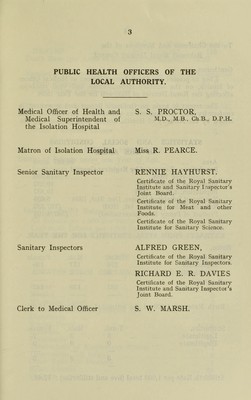 3
PUBLIC HEALTH OFFICERS OF THE
LOCAL AUTHORITY.
Medical Officer of Health and
Medical Superintendent of
the Isolation Hospital
S. S. PROCTOR,
M.D., M.B., Ch.B., D.P.H.
Matron of Isolation Hospital
Miss R. PEARCE.
Senior Sanitary Inspector
RENNIE HAYHURST.
Certificate of the Royal Sanitary
Institute and Sanitary Inspector's
Joint Board.
Certificate of the Royal Sanitary
Institute for Meat and other
Foods.
Certificate of the Royal Sanitary
Institute for Sanitary Science.
Sanitary Inspectors
ALFRED GREEN,
Certificate of the Royal Sanitary
Institute for Sanitary Inspectors.
RICHARD E. R. DAVIES
Certificate of the Royal Sanitary
Institute and Sanitary Inspector's
Joint Board.
Clerk to Medical Officer
S. W. MARSH.